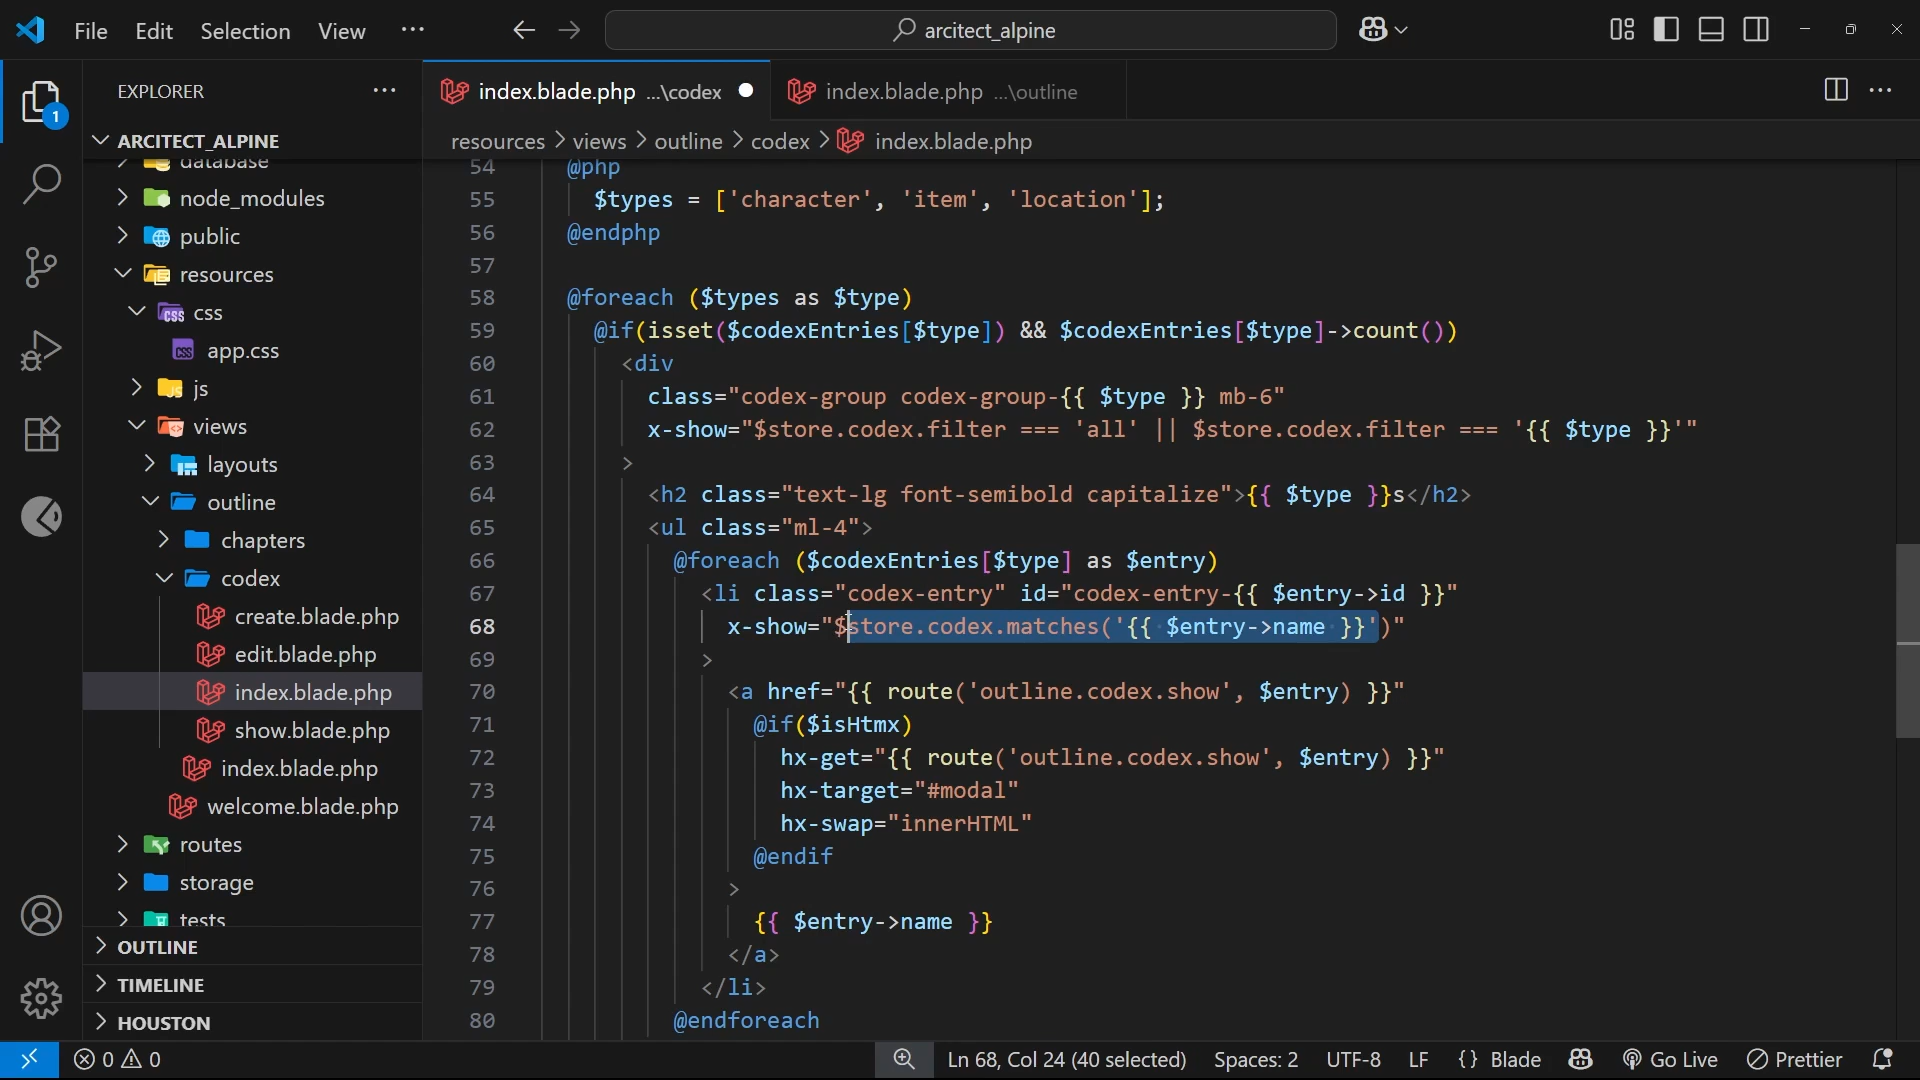 File Edit Selection View ···
arcitect_alpine
EXPLORER
index.blade.php ...\codex
index.blade.php ...\outline
ARCITECT_ALPINE
resources > views > outline > codex > index.blade.php
database
node_modules
public
resources
css
app.css
js
views
layouts
outline
chapters
codex
create.blade.php
edit.blade.php
index.blade.php
show.blade.php
index.blade.php
welcome.blade.php
routes
storage
tests
OUTLINE
TIMELINE
HOUSTON
1
54 @php
55 $types = ['character', 'item', 'location'];
56 @endphp
57
58 @foreach ($types as $type)
59 @if(isset($codexEntries[$type]) && $codexEntries[$type]->count())
60 <div
61 class="codex-group codex-group-{{ $type }} mb-6"
62 x-show="$store.codex.filter === 'all' || $store.codex.filter === '{{ $type }}'"
63 >
64 <h2 class="text-lg font-semibold capitalize">{{ $type }}s</h2>
65 <ul class="ml-4">
66 @foreach ($codexEntries[$type] as $entry)
67 <li class="codex-entry" id="codex-entry-{{ $entry->id }}"
68 x-show="$store.codex.matches('{{ $entry->name }}')"
69 >
70 <a href="{{ route('outline.codex.show', $entry) }}"
71 @if($isHtmx)
72 hx-get="{{ route('outline.codex.show', $entry) }}"
73 hx-target="#modal"
74 hx-swap="innerHTML"
75 @endif
76 >
77 {{ $entry->name }}
78 </a>
79 </li>
80 @endforeach
0 0
Ln 68, Col 24 (40 selected) Spaces: 2 UTF-8 LF {} Blade Go Live Prettier